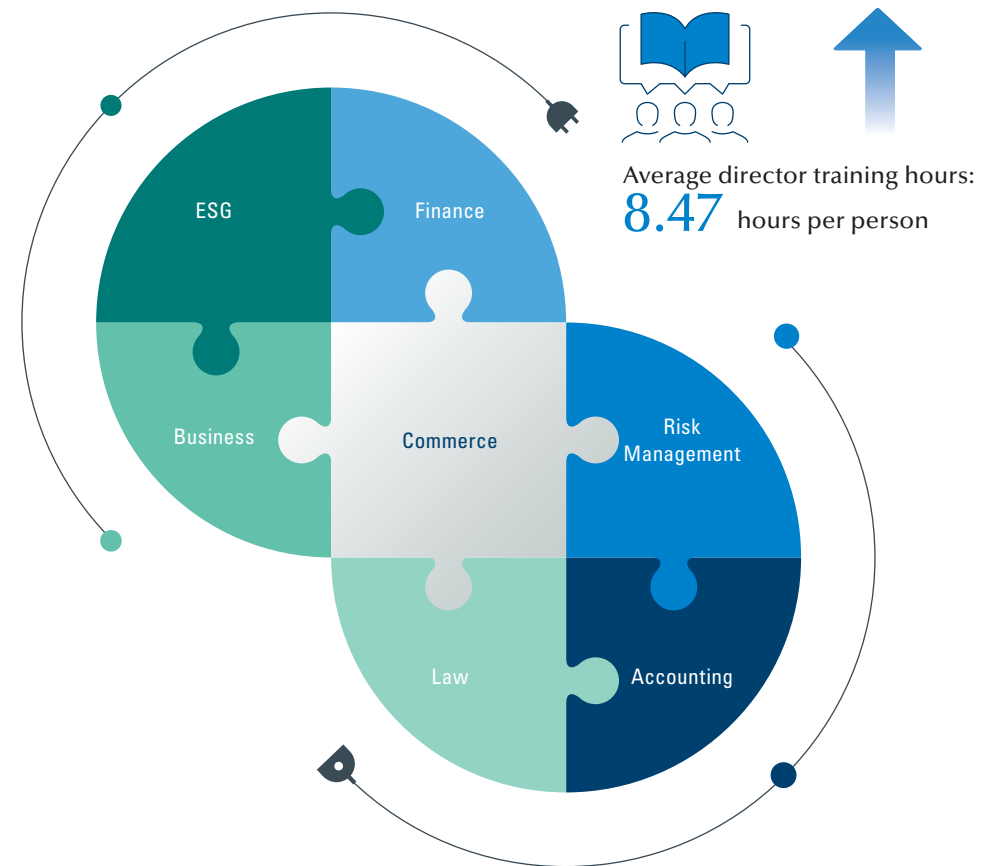 Average director training hours:
8.47 hours per person
ESG
Finance
Business
Commerce
Risk
Management
Law
Accounting